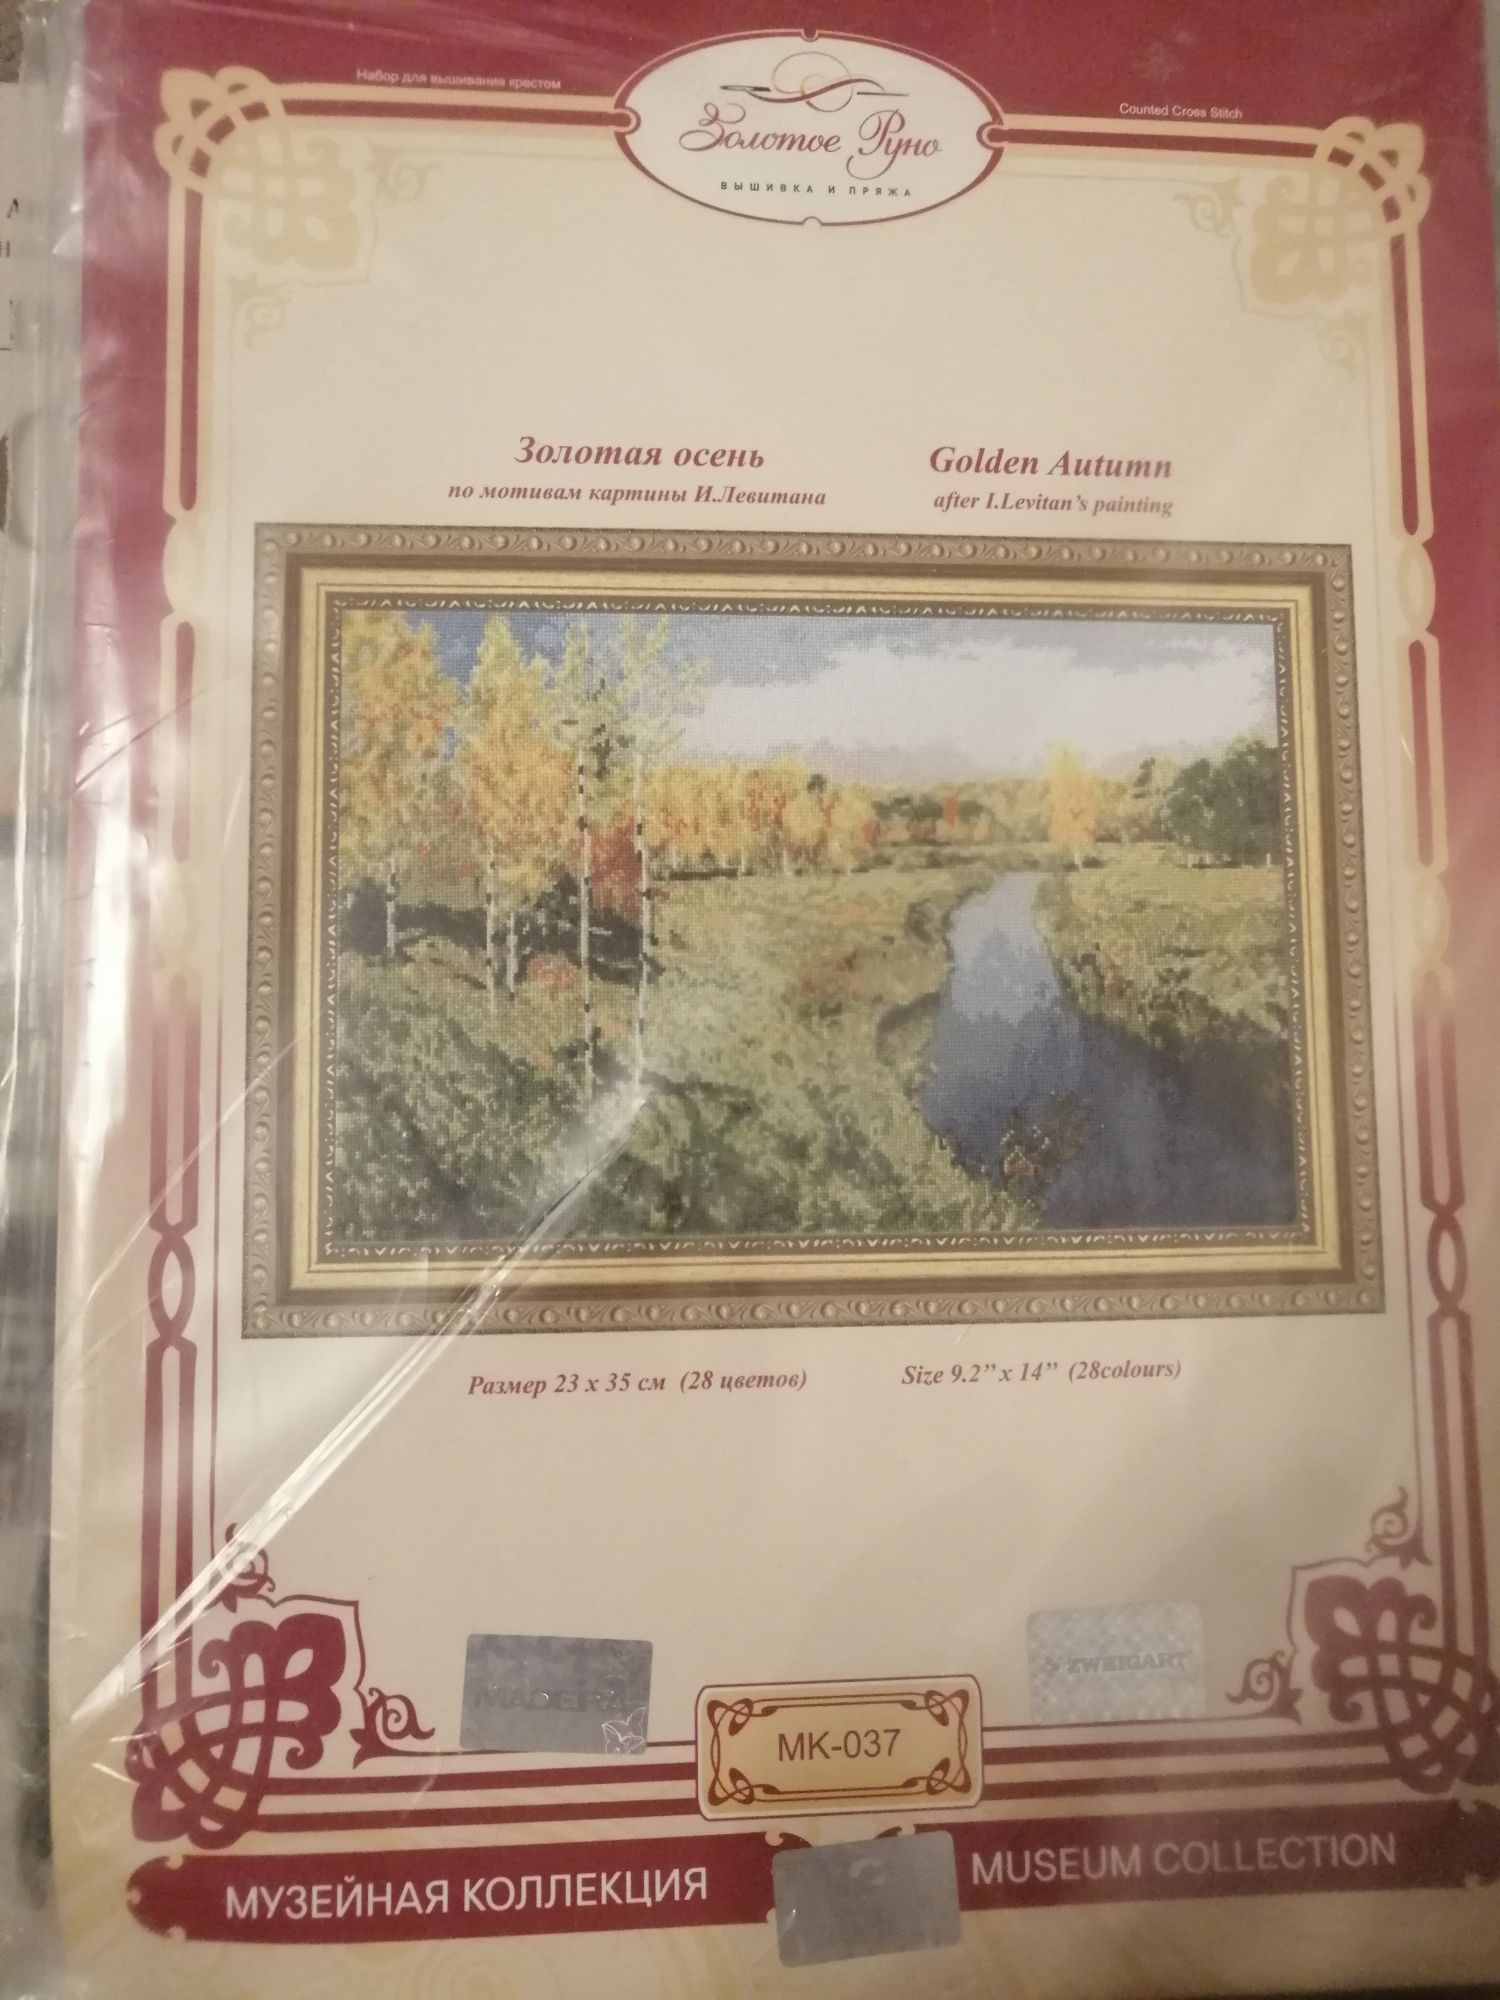 Набор для вышивания крестом
Counted Cross Stitch
Золотое Руно
ВЫШИВКА И ПРЯЖА
Золотая осень
по мотивам картины И.Левитана
Golden Autumn
after I.Levitan's painting
Размер 23 x 35 см (28 цветов)
Size 9.2" x 14" (28colours)
MADEIRA
ZWEIGART
МК-037
МУЗЕЙНАЯ КОЛЛЕКЦИЯ
MUSEUM COLLECTION